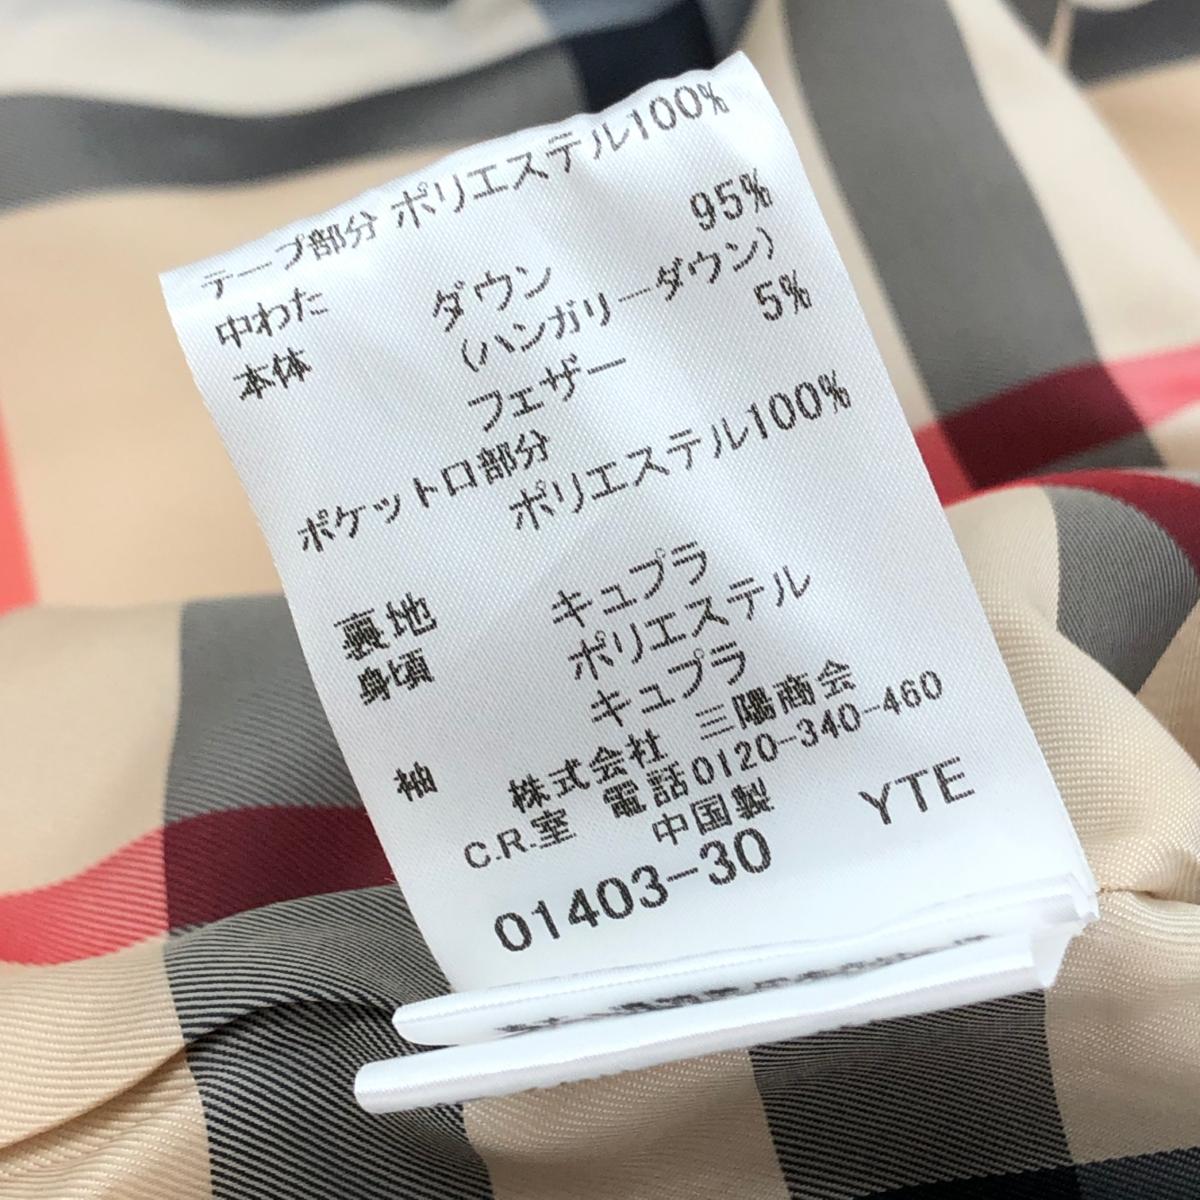 テープ部分 ポリエステル100%
中わた ダウン 95%
本体 (ハンガリーダウン)
フェザー 5%
ポケット口部分
ポリエステル100%
裏地 キュプラ
身頃 ポリエステル
袖 キュプラ
株式会社 三陽商会
C.R.室 電話0120-340-460
中国製
01403-30 YTE